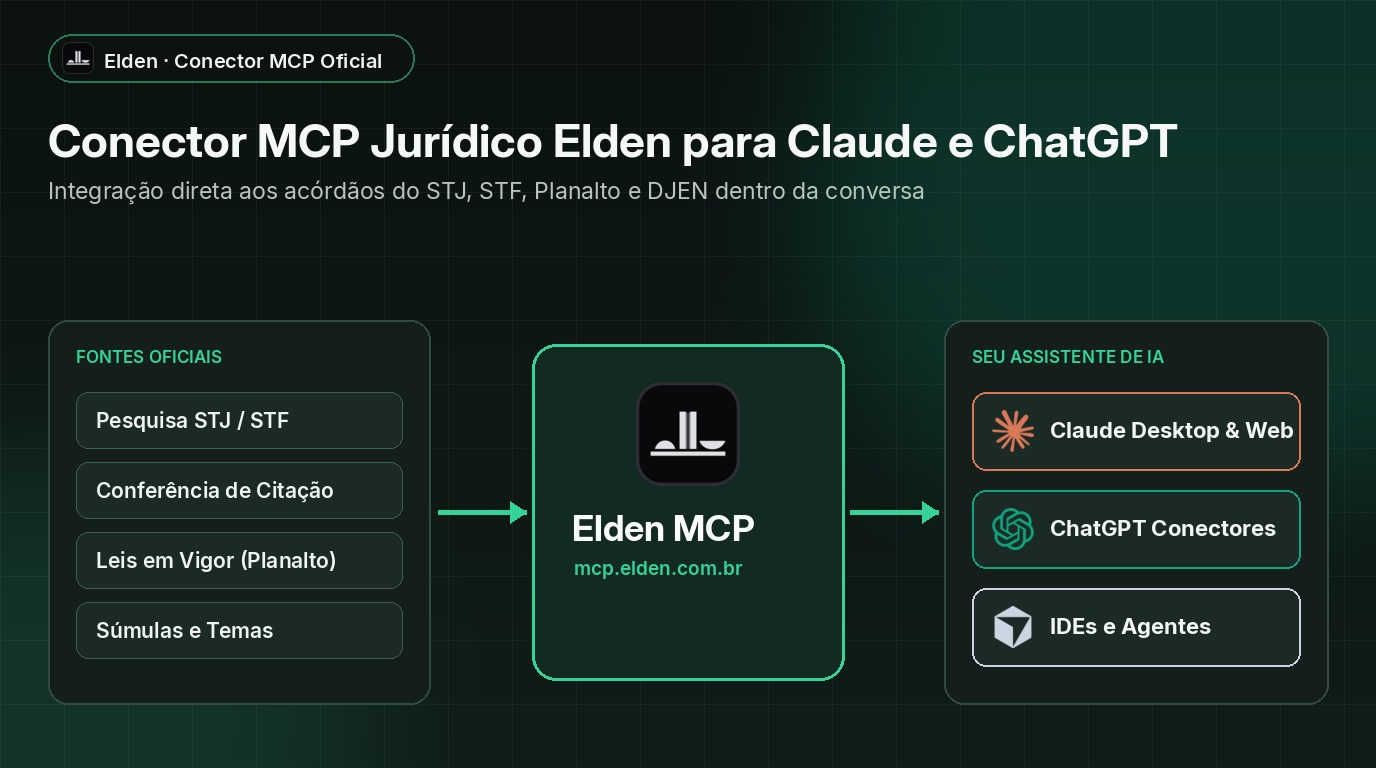 Elden · Conector MCP Oficial
Conector MCP Jurídico Elden para Claude e ChatGPT
Integração direta aos acórdãos do STJ, STF, Planalto e DJEN dentro da conversa
FONTES OFICIAIS
Pesquisa STJ / STF
Conferência de Citação
Leis em Vigor (Planalto)
Súmulas e Temas
Elden MCP
mcp.elden.com.br
SEU ASSISTENTE DE IA
Claude Desktop & Web
ChatGPT Conectores
IDEs e Agentes